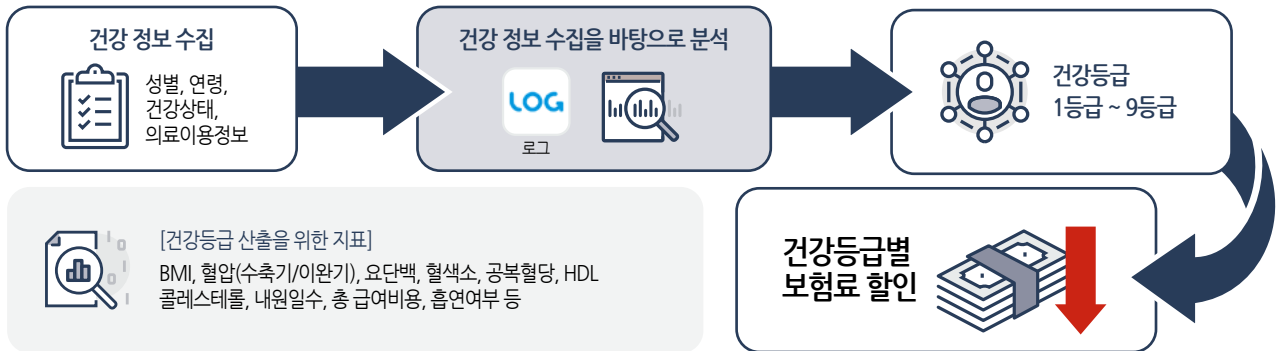 건강 정보 수집
성별, 연령,
건강상태,
의료이용정보
건강 정보 수집을 바탕으로 분석
LOG
로그
건강등급
1등급 ~ 9등급
[건강등급 산출을 위한 지표]
BMI, 혈압(수축기/이완기), 요단백, 혈색소, 공복혈당, HDL
콜레스테롤, 내원일수, 총 급여비용, 흡연여부 등
건강등급별
보험료 할인